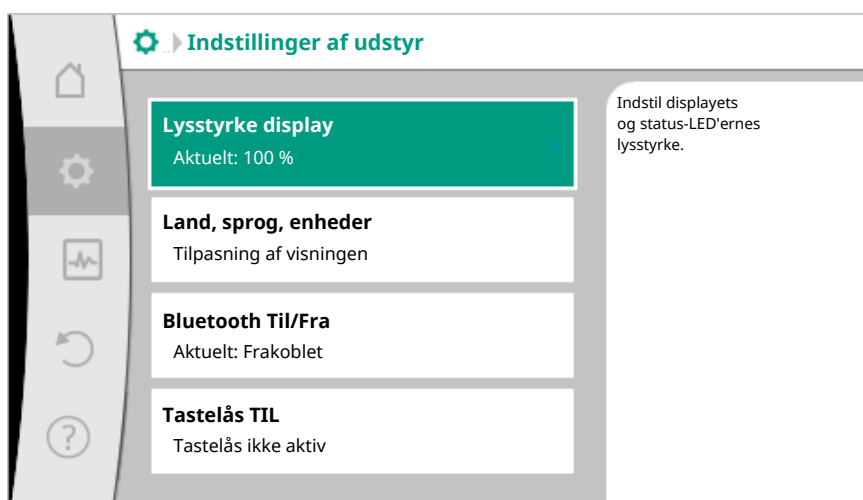 Indstillinger af udstyr
Lysstyrke display
Aktuelt: 100 %
Land, sprog, enheder
Tilpasning af visningen
Bluetooth Til/Fra
Aktuelt: Frakoblet
Tastelås TIL
Tastelås ikke aktiv
Indstil displayets
og status-LED'ernes
lysstyrke.